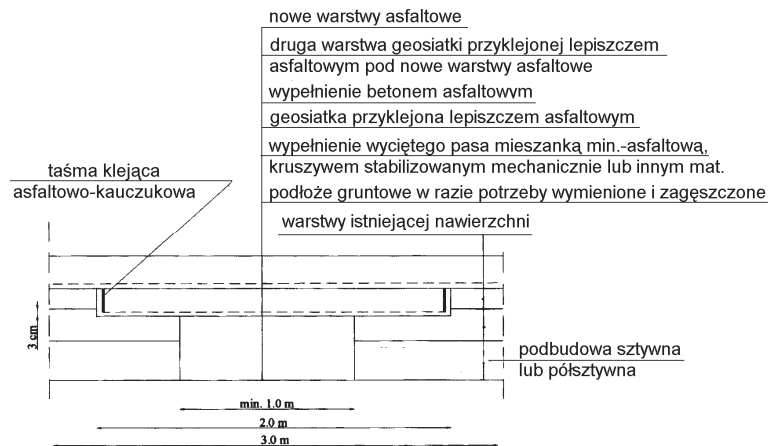 nowe warstwy asfaltowe
druga warstwa geosiatki przyklejonej lepiszczem
asfaltowym pod nowe warstwy asfaltowe
wypełnienie betonem asfaltowym
geosiatka przyklejona lepiszczem asfaltowym
wypełnienie wyciętego pasa mieszanką min.-asfaltową,
kruszywem stabilizowanym mechanicznie lub innym mat.
podłoże gruntowe w razie potrzeby wymienione i zagęszczone
warstwy istniejącej nawierzchni
taśma klejąca
asfaltowo-kauczukowa
3 cm
podbudowa sztywna
lub półsztywna
min. 1.0 m
2.0 m
3.0 m